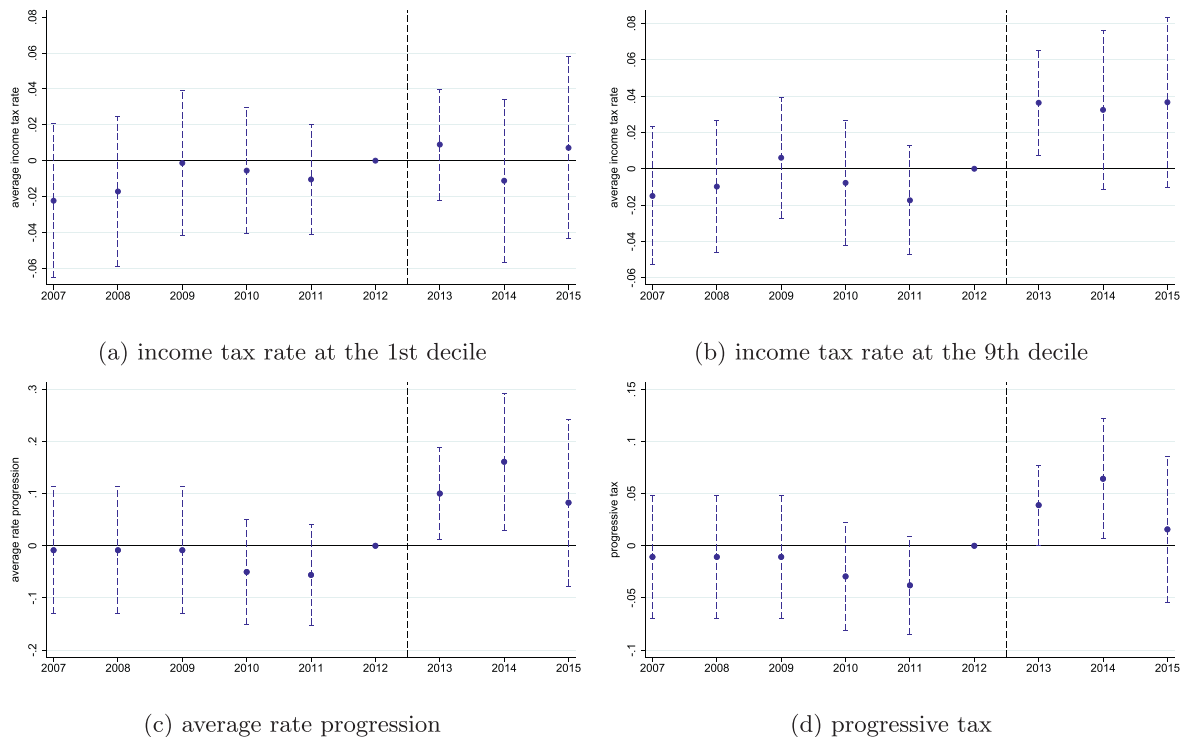 average income tax rate
.08
.06
.04
.02
0
-.02
-.04
-.06
2007 2008 2009 2010 2011 2012 2013 2014 2015
(a) income tax rate at the 1st decile
average income tax rate
.08
.06
.04
.02
0
-.02
-.04
-.06
2007 2008 2009 2010 2011 2012 2013 2014 2015
(b) income tax rate at the 9th decile
average rate progression
.3
.2
.1
0
-.1
-.2
2007 2008 2009 2010 2011 2012 2013 2014 2015
(c) average rate progression
progressive tax
.15
.1
.05
0
-.05
-.1
2007 2008 2009 2010 2011 2012 2013 2014 2015
(d) progressive tax